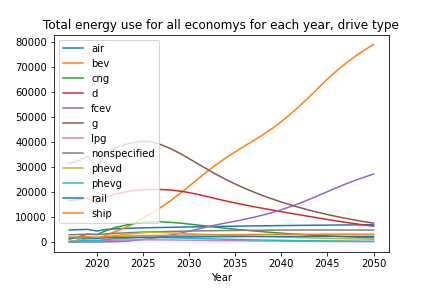 Total energy use for all economys for each year, drive type
80000
70000
60000
50000
40000
30000
20000
10000
0
air
bev
cng
d
fcev
g
lpg
nonspecified
phevd
phevg
rail
ship
2020
2025
2030
2035
2040
2045
2050
Year